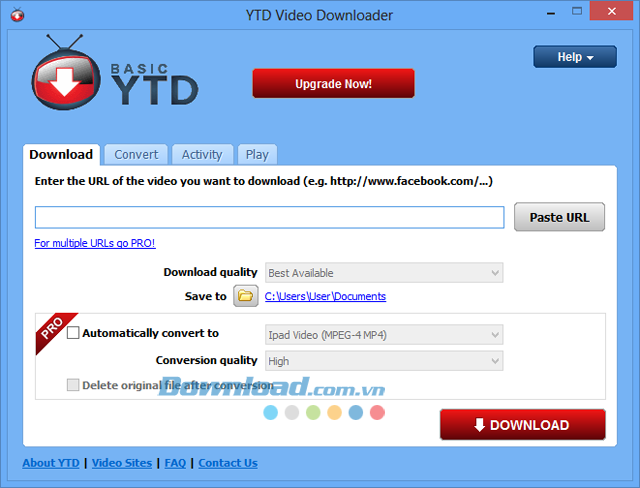 YTD Video Downloader
BASIC
YTD
Upgrade Now!
Help
Download
Convert
Activity
Play
Enter the URL of the video you want to download (e.g. http://www.facebook.com/...)
Paste URL
For multiple URLs go PRO!
Download quality
Best Available
Save to
C:\Users\User\Documents
PRO
Automatically convert to
Ipad Video (MPEG-4 MP4)
Conversion quality
High
Delete original file after conversion
Download.com.vn
DOWNLOAD
About YTD | Video Sites | FAQ | Contact Us